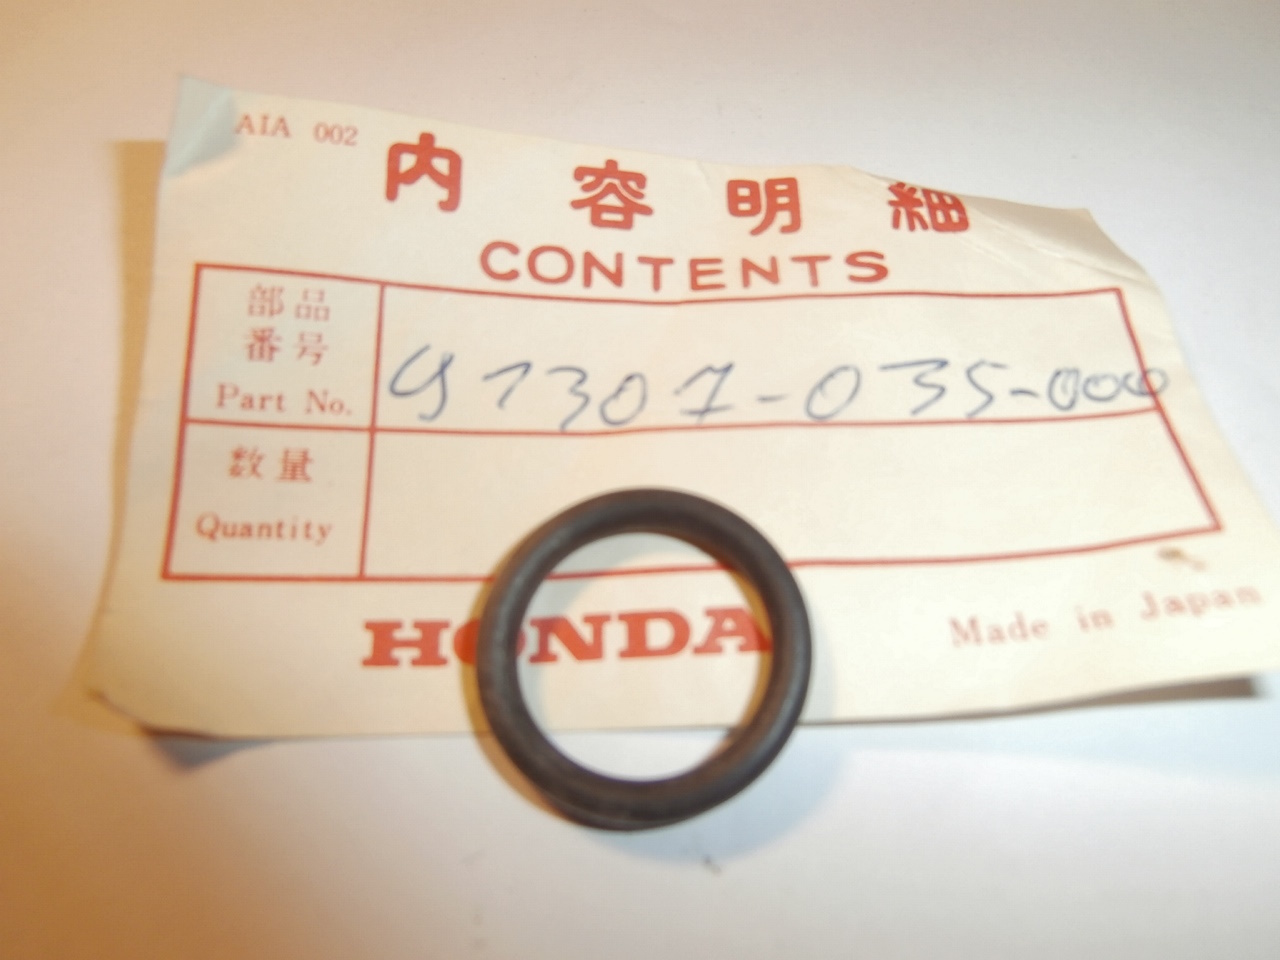 AIA 002
内容明細
CONTENTS
部品
番号
Part No.
91307-035-000
数量
Quantity
HONDA
Made in Japan